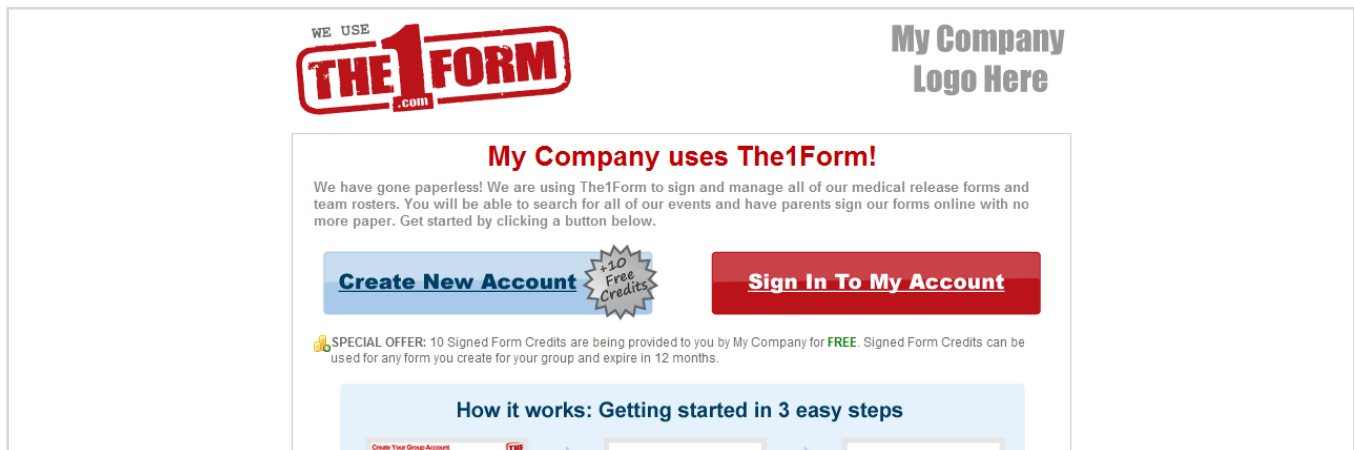 WE USE
THE 1 FORM
.com
My Company
Logo Here
My Company uses The1Form!
We have gone paperless! We are using The1Form to sign and manage all of our medical release forms and
team rosters. You will be able to search for all of our events and have parents sign our forms online with no
more paper. Get started by clicking a button below.
Create New Account
+10
Free
Credits
Sign In To My Account
SPECIAL OFFER: 10 Signed Form Credits are being provided to you by My Company for FREE. Signed Form Credits can be
used for any form you create for your group and expire in 12 months.
How it works: Getting started in 3 easy steps
Create Your Group Account
THE